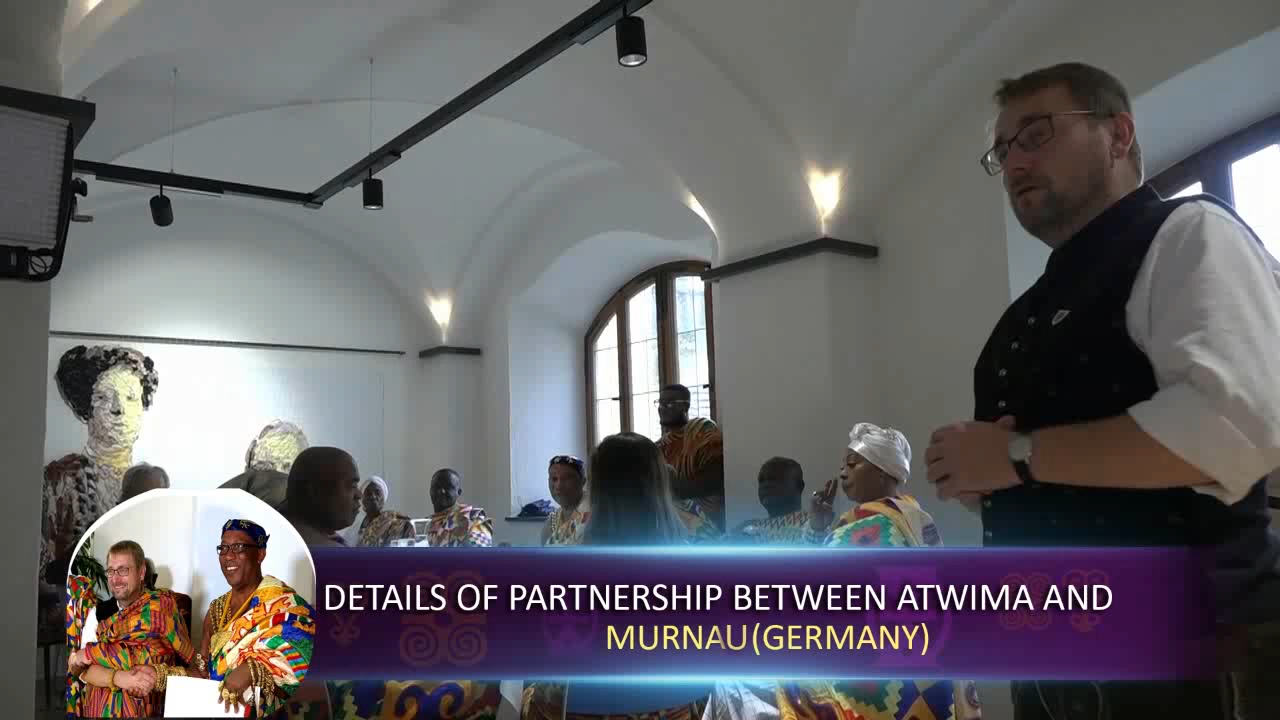 DETAILS OF PARTNERSHIP BETWEEN ATWIMA AND
MURNAU(GERMANY)